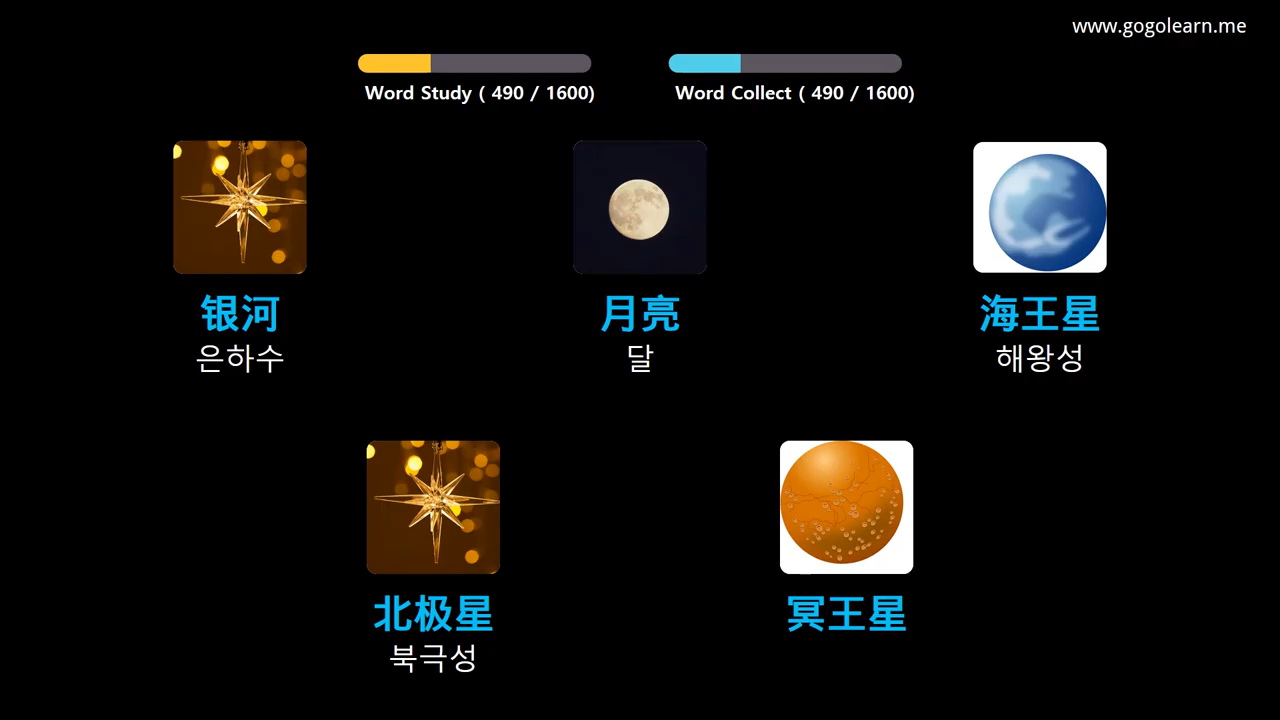 www.gogolearn.me
Word Study ( 490 / 1600)
Word Collect ( 490 / 1600)
银河
은하수
月亮
달
海王星
해왕성
北极星
북극성
冥王星